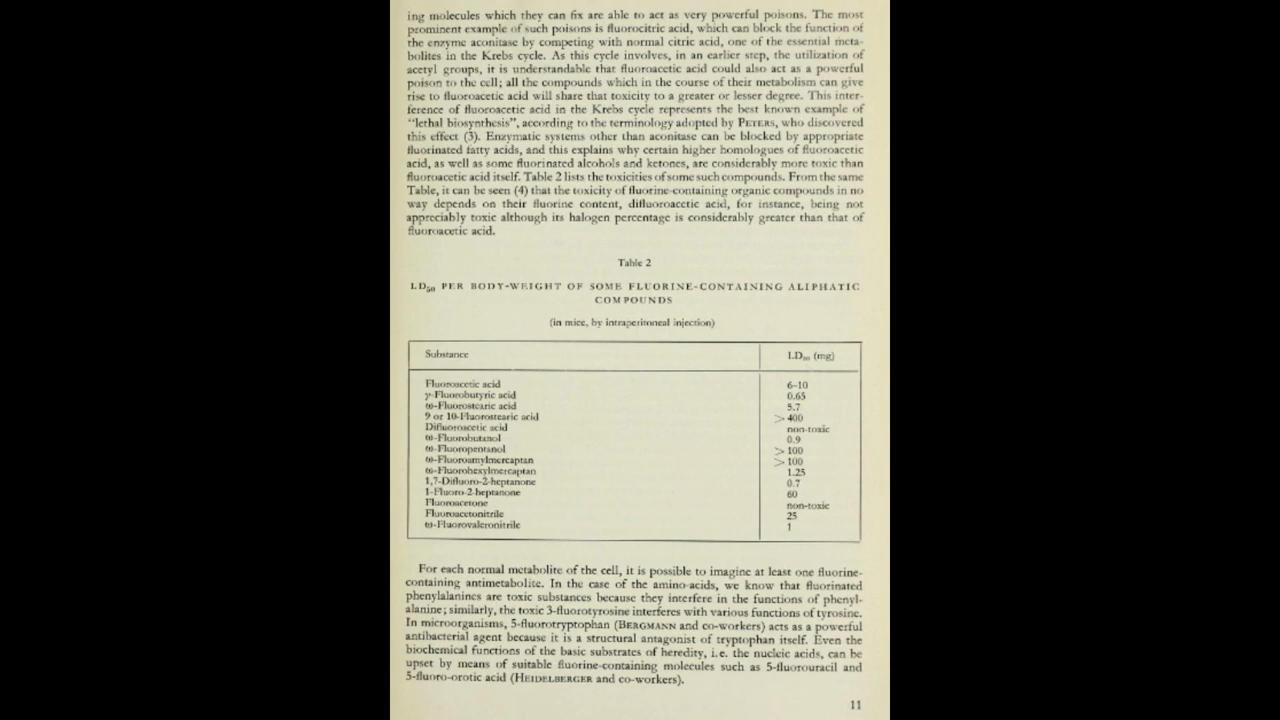 ing molecules which they can fix are able to act as very powerful poisons. The most
prominent example of such poisons is fluorocitric acid, which can block the function of
the enzyme aconitase by competing with normal citric acid, one of the essential meta-
bolites in the Krebs cycle. As this cycle involves, in an earlier step, the utilization of
acetyl groups, it is understandable that fluoroacetic acid could also act as a powerful
poison to the cell; all the compounds which in the course of their metabolism can give
rise to fluoroacetic acid will share that toxicity to a greater or lesser degree. This inter-
ference of fluoroacetic acid in the Krebs cycle represents the best known example of
“lethal biosynthesis”, according to the terminology adopted by PETERS, who discovered
this effect (3). Enzymatic systems other than aconitase can be blocked by appropriate
fluorinated fatty acids, and this explains why certain higher homologues of fluoroacetic
acid, as well as some fluorinated alcohols and ketones, are considerably more toxic than
fluoroacetic acid itself. Table 2 lists the toxicities of some such compounds. From the same
Table, it can be seen (4) that the toxicity of fluorine-containing organic compounds in no
way depends on their fluorine content, difluoroacetic acid, for instance, being not
appreciably toxic although its halogen percentage is considerably greater than that of
fluoroacetic acid.
Table 2
LD50 PER BODY-WEIGHT OF SOME FLUORINE-CONTAINING ALIPHATIC
COMPOUNDS
(in mice, by intraperitoneal injection)
Substance LD50 (mg)
Fluoroacetic acid 6-10
γ-Fluorobutyric acid 0.65
ω-Fluorostearic acid 5.7
9 or 10-Fluorostearic acid > 400
Difluoroacetic acid non-toxic
ω-Fluorobutanol 0.9
ω-Fluoropentanol > 100
ω-Fluoroamylmercaptan > 100
ω-Fluorohexylmercaptan 1.25
1,7-Difluoro-2-heptanone 0.7
1-Fluoro-2-heptanone 60
Fluoroacetone non-toxic
Fluoroacetonitrile 25
ω-Fluorovaleronitrile 1
For each normal metabolite of the cell, it is possible to imagine at least one fluorine-
containing antimetabolite. In the case of the amino-acids, we know that fluorinated
phenylalanines are toxic substances because they interfere in the functions of phenyl-
alanine; similarly, the toxic 3-fluorotyrosine interferes with various functions of tyrosine.
In microorganisms, 5-fluorotryptophan (BERGMANN and co-workers) acts as a powerful
antibacterial agent because it is a structural antagonist of tryptophan itself. Even the
biochemical functions of the basic substrates of heredity, i.e. the nucleic acids, can be
upset by means of suitable fluorine-containing molecules such as 5-fluorouracil and
5-fluoro-orotic acid (HEIDELBERGER and co-workers).
11